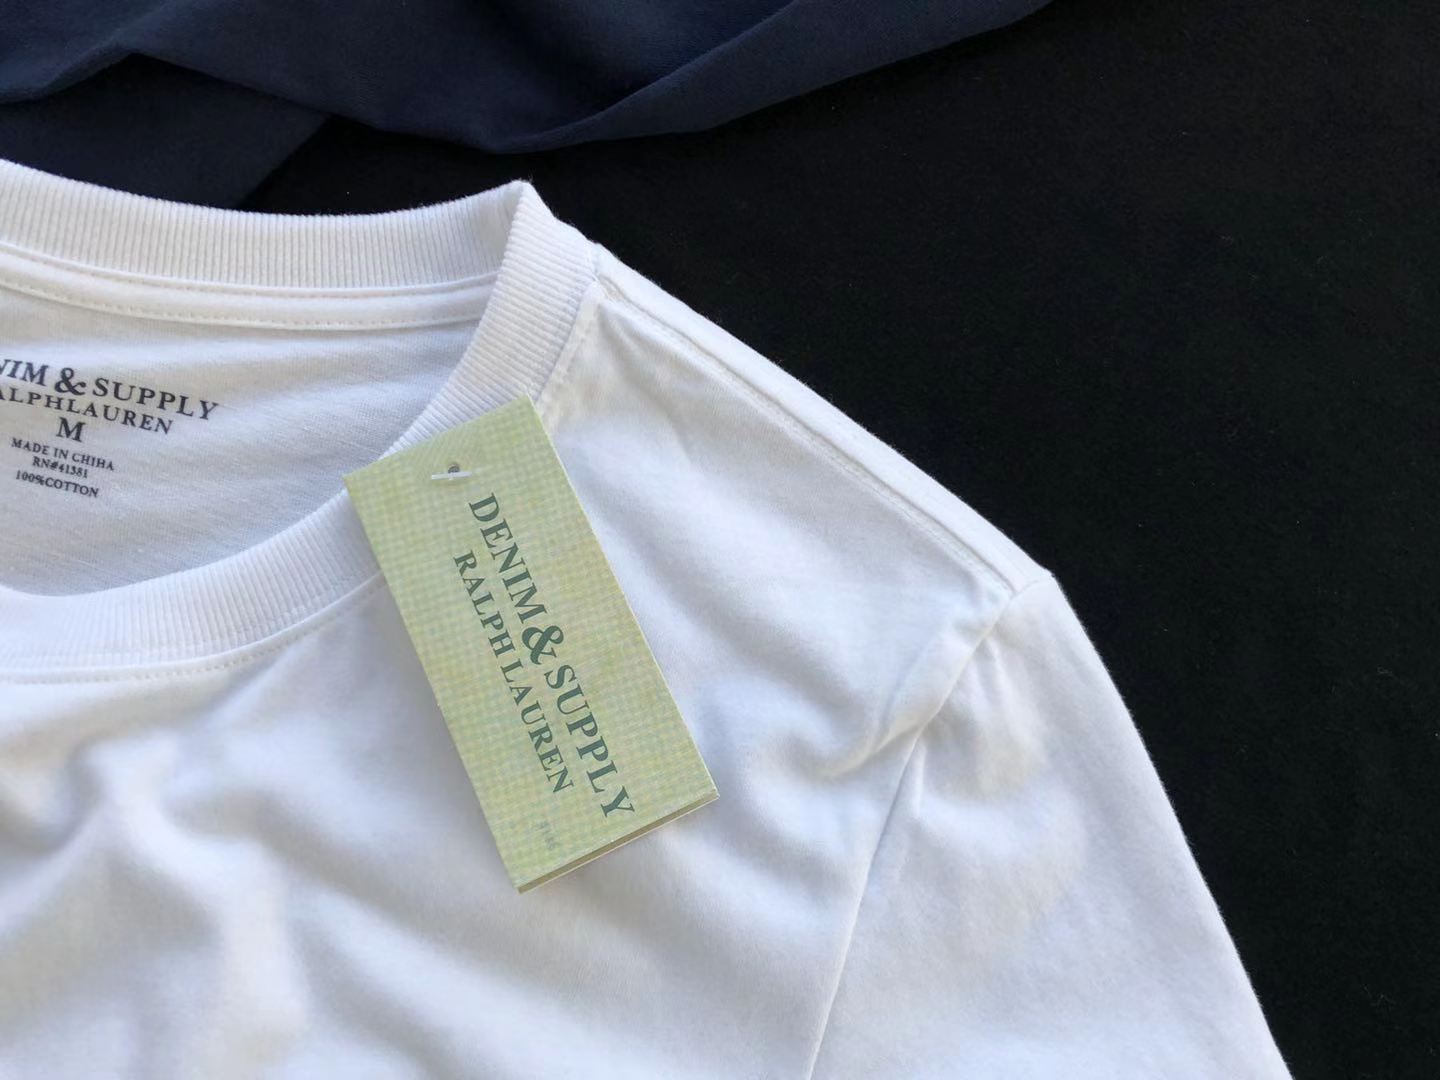 NIM & SUPPLY
ALPHLAUREN
M
MADE IN CHIHA
RN#41381
100%COTTON
DENIM & SUPPLY
RALPH LAUREN